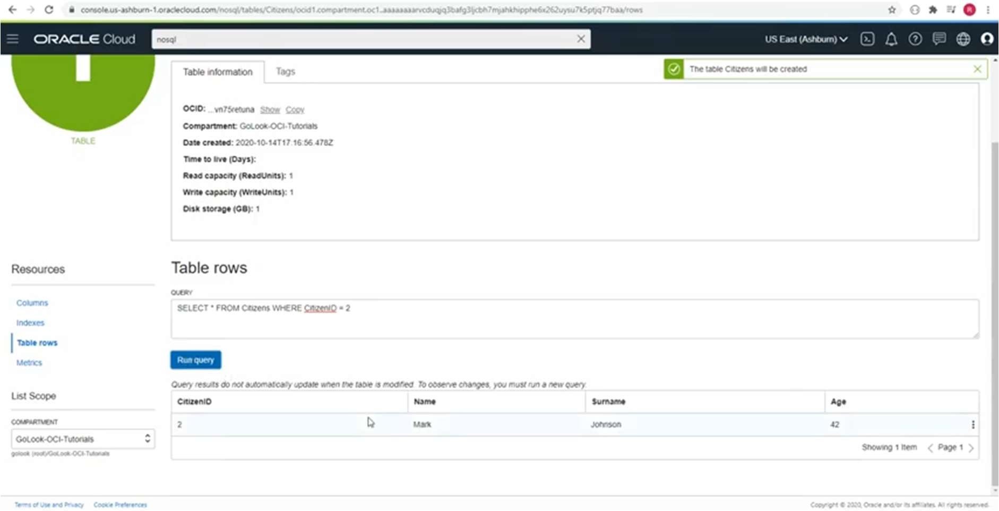 console.us-ashburn-1.oraclecloud.com/nosql/tables/Citizens/ocid1.compartment.oc1..aaaaaaaarvcduqjq3bafg3ljcbh7mjahkhipphe6x262uysu7k5ptjq77baa/rows
R
ORACLE Cloud
nosql
US East (Ashburn)
Table information
Tags
The table Citizens will be created
TABLE
OCID: ...vn75retuna Show Copy
Compartment: GoLook-OCI-Tutorials
Date created: 2020-10-14T17:16:56.478Z
Time to live (Days):
Read capacity (ReadUnits): 1
Write capacity (WriteUnits): 1
Disk storage (GB): 1
Resources
Columns
Indexes
Table rows
Metrics
List Scope
COMPARTMENT
GoLook-OCI-Tutorials
golook (root)/GoLook-OCI-Tutorials
Table rows
QUERY
SELECT * FROM Citizens WHERE CitizenID = 2
Run query
Query results do not automatically update when the table is modified. To observe changes, you must run a new query.
CitizenID Name Surname Age
2 Mark Johnson 42
Showing 1 Item < Page 1 >
Terms of Use and Privacy Cookie Preferences
Copyright © 2020, Oracle and/or its affiliates. All rights reserved.